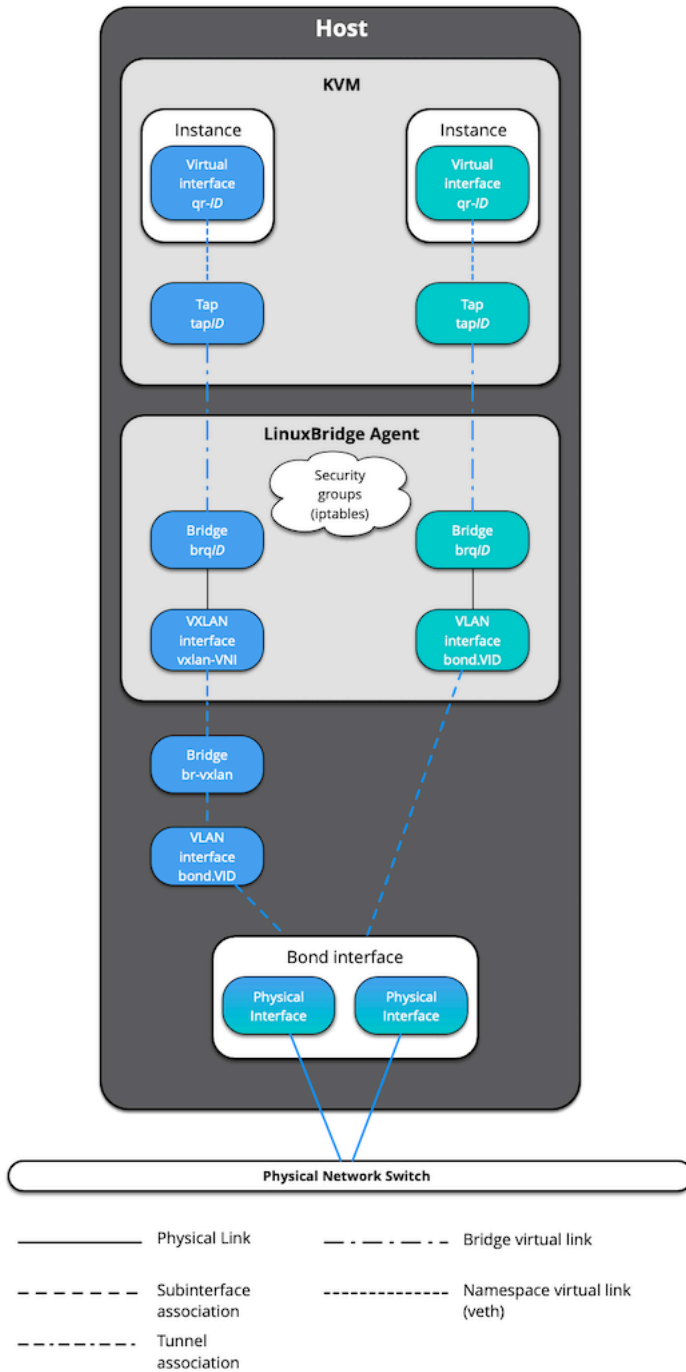 Host
KVM
Instance
Virtual
interface
qr-ID
Tap
tapID
Instance
Virtual
interface
qr-ID
Tap
tapID
LinuxBridge Agent
Security
groups
(iptables)
Bridge
brqID
VXLAN
interface
vxlan-VNI
Bridge
brqID
VLAN
interface
bond.VID
Bridge
br-vxlan
VLAN
interface
bond.VID
Bond interface
Physical
Interface
Physical
Interface
Physical Network Switch
Physical Link
Subinterface
association
Tunnel
association
Bridge virtual link
Namespace virtual link
(veth)